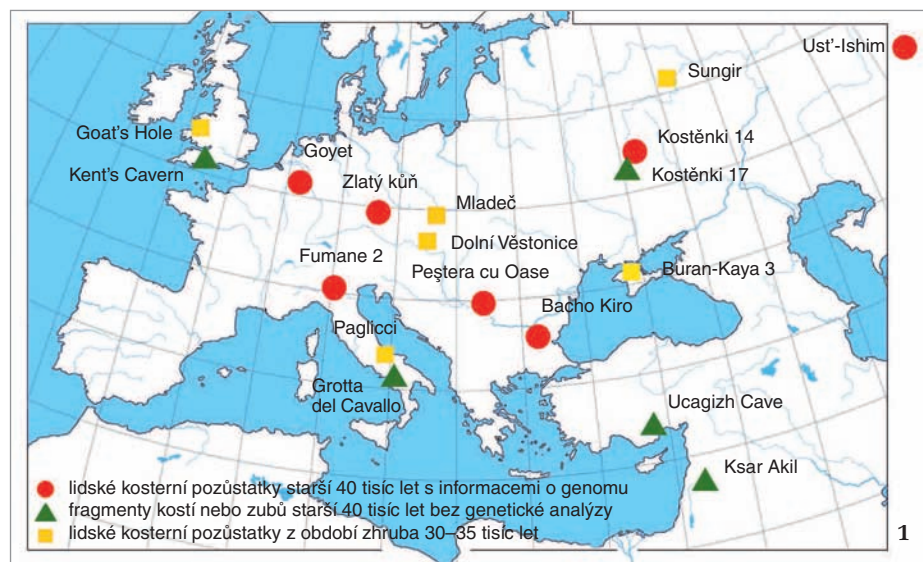 Ust’-Ishim
Sungir
Goat’s Hole
Kostěnki 14
Goyet
Kent’s Cavern
Kostěnki 17
Zlatý kůň
Mladeč
Dolní Věstonice
Fumane 2
Peştera cu Oase
Buran-Kaya 3
Bacho Kiro
Paglicci
Grotta
del Cavallo
Ucagizh Cave
Ksar Akil
lidské kosterní pozůstatky starší 40 tisíc let s informacemi o genomu
fragmenty kostí nebo zubů starší 40 tisíc let bez genetické analýzy
lidské kosterní pozůstatky z období zhruba 30–35 tisíc let
1